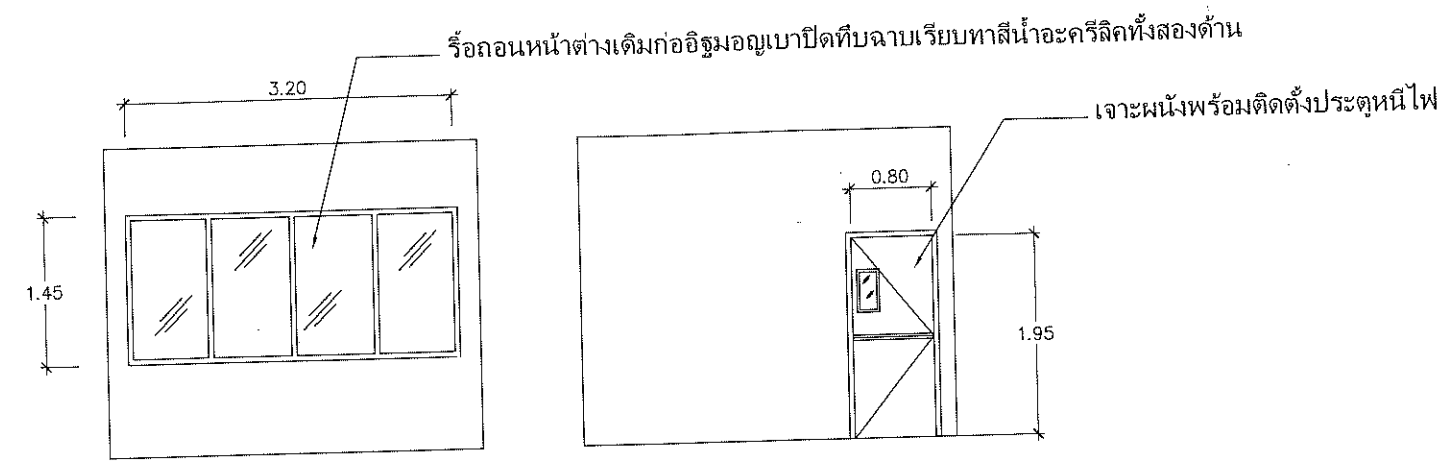 ริ้อถอนหน้าต่างเดิมก่ออิฐมอญเบาปิดทึบฉาบเรียบทาสีน้ำอะครีลิคทั้งสองด้าน
3.20
เจาะผนังพร้อมติดตั้งประตูหนีไฟ
0.80
1.45
1.95